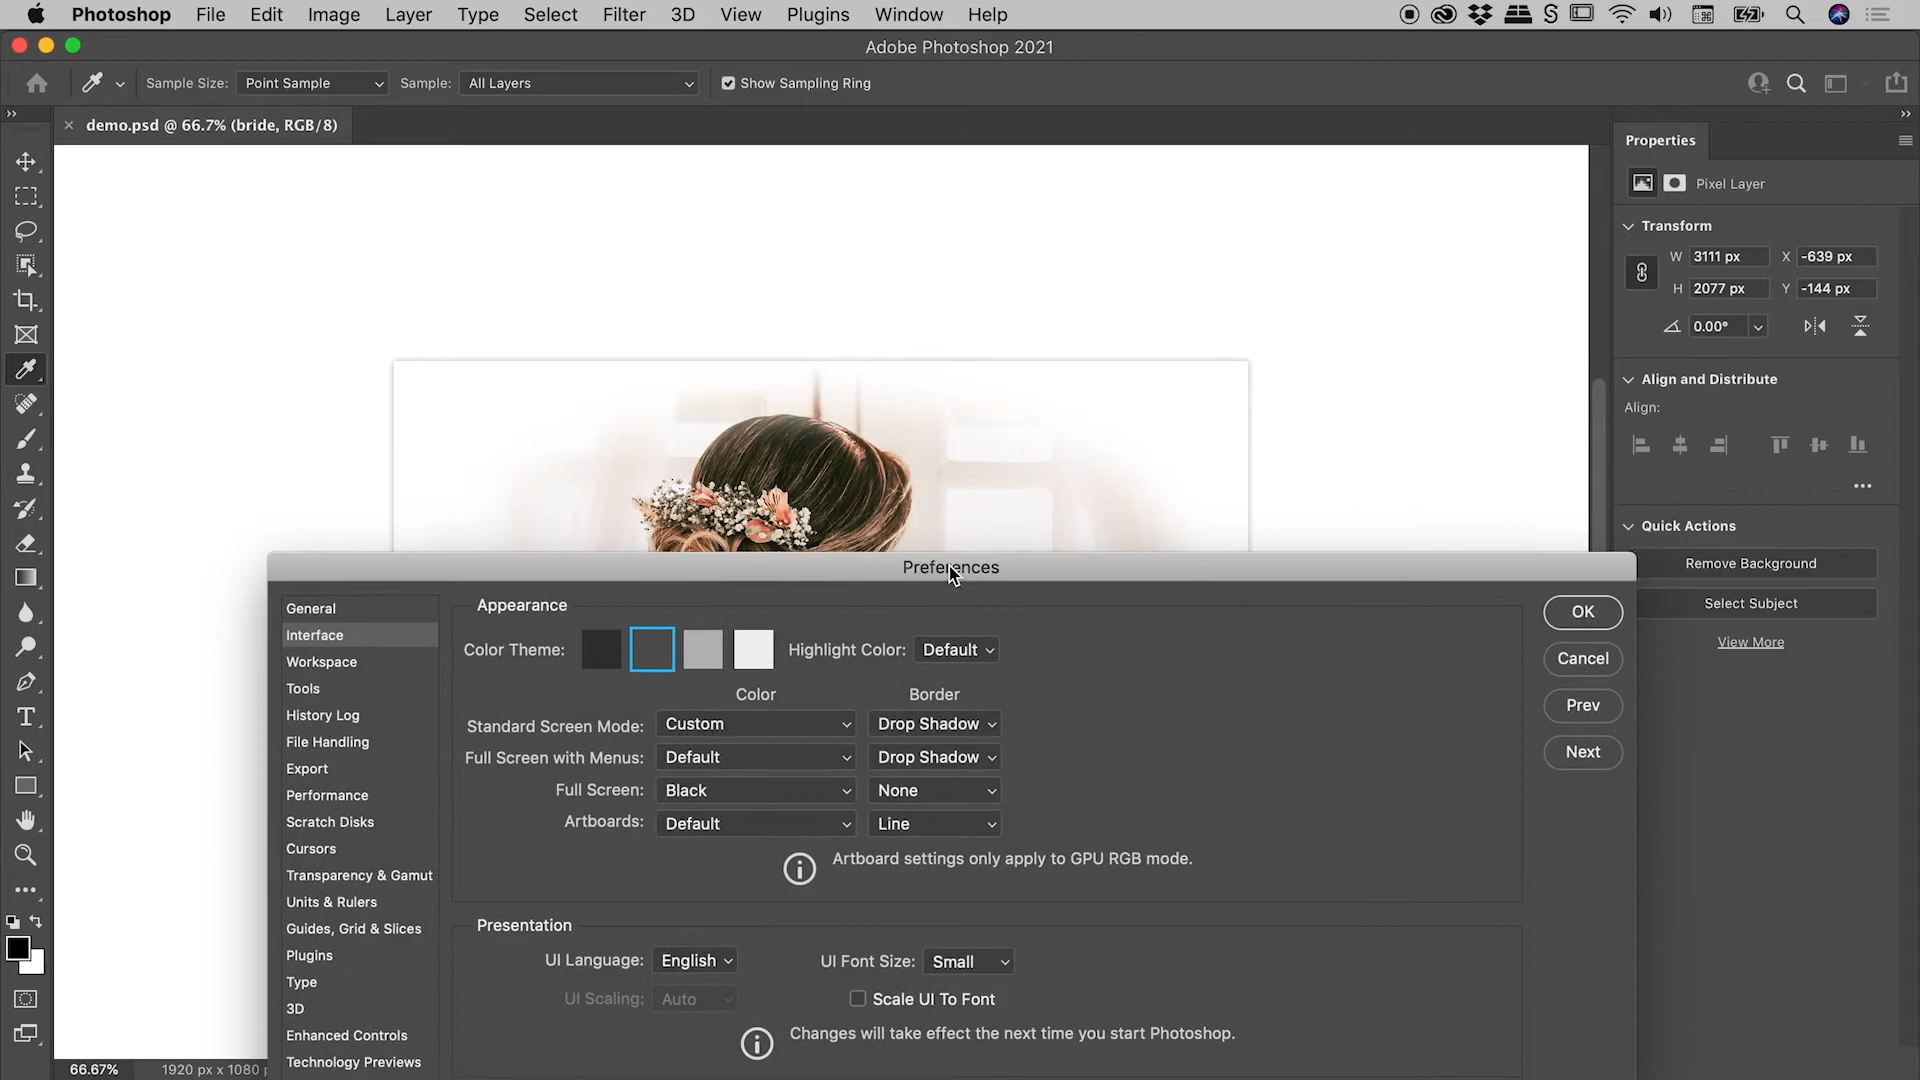 Photoshop File Edit Image Layer Type Select Filter 3D View Plugins Window Help
Adobe Photoshop 2021
Sample Size: Point Sample Sample: All Layers Show Sampling Ring
demo.psd @ 66.7% (bride, RGB/8)
Properties
Pixel Layer
Transform
W 3111 px X -639 px
H 2077 px Y -144 px
0.00°
Align and Distribute
Align:
Quick Actions
Remove Background
Select Subject
View More
Preferences
General
Interface
Workspace
Tools
History Log
File Handling
Export
Performance
Scratch Disks
Cursors
Transparency & Gamut
Units & Rulers
Guides, Grid & Slices
Plugins
Type
3D
Enhanced Controls
Technology Previews
Appearance
Color Theme: Highlight Color: Default
Color Border
Standard Screen Mode: Custom Drop Shadow
Full Screen with Menus: Default Drop Shadow
Full Screen: Black None
Artboards: Default Line
Artboard settings only apply to GPU RGB mode.
Presentation
UI Language: English UI Font Size: Small
UI Scaling: Auto Scale UI To Font
Changes will take effect the next time you start Photoshop.
OK
Cancel
Prev
Next
66.67% 1920 px x 1080